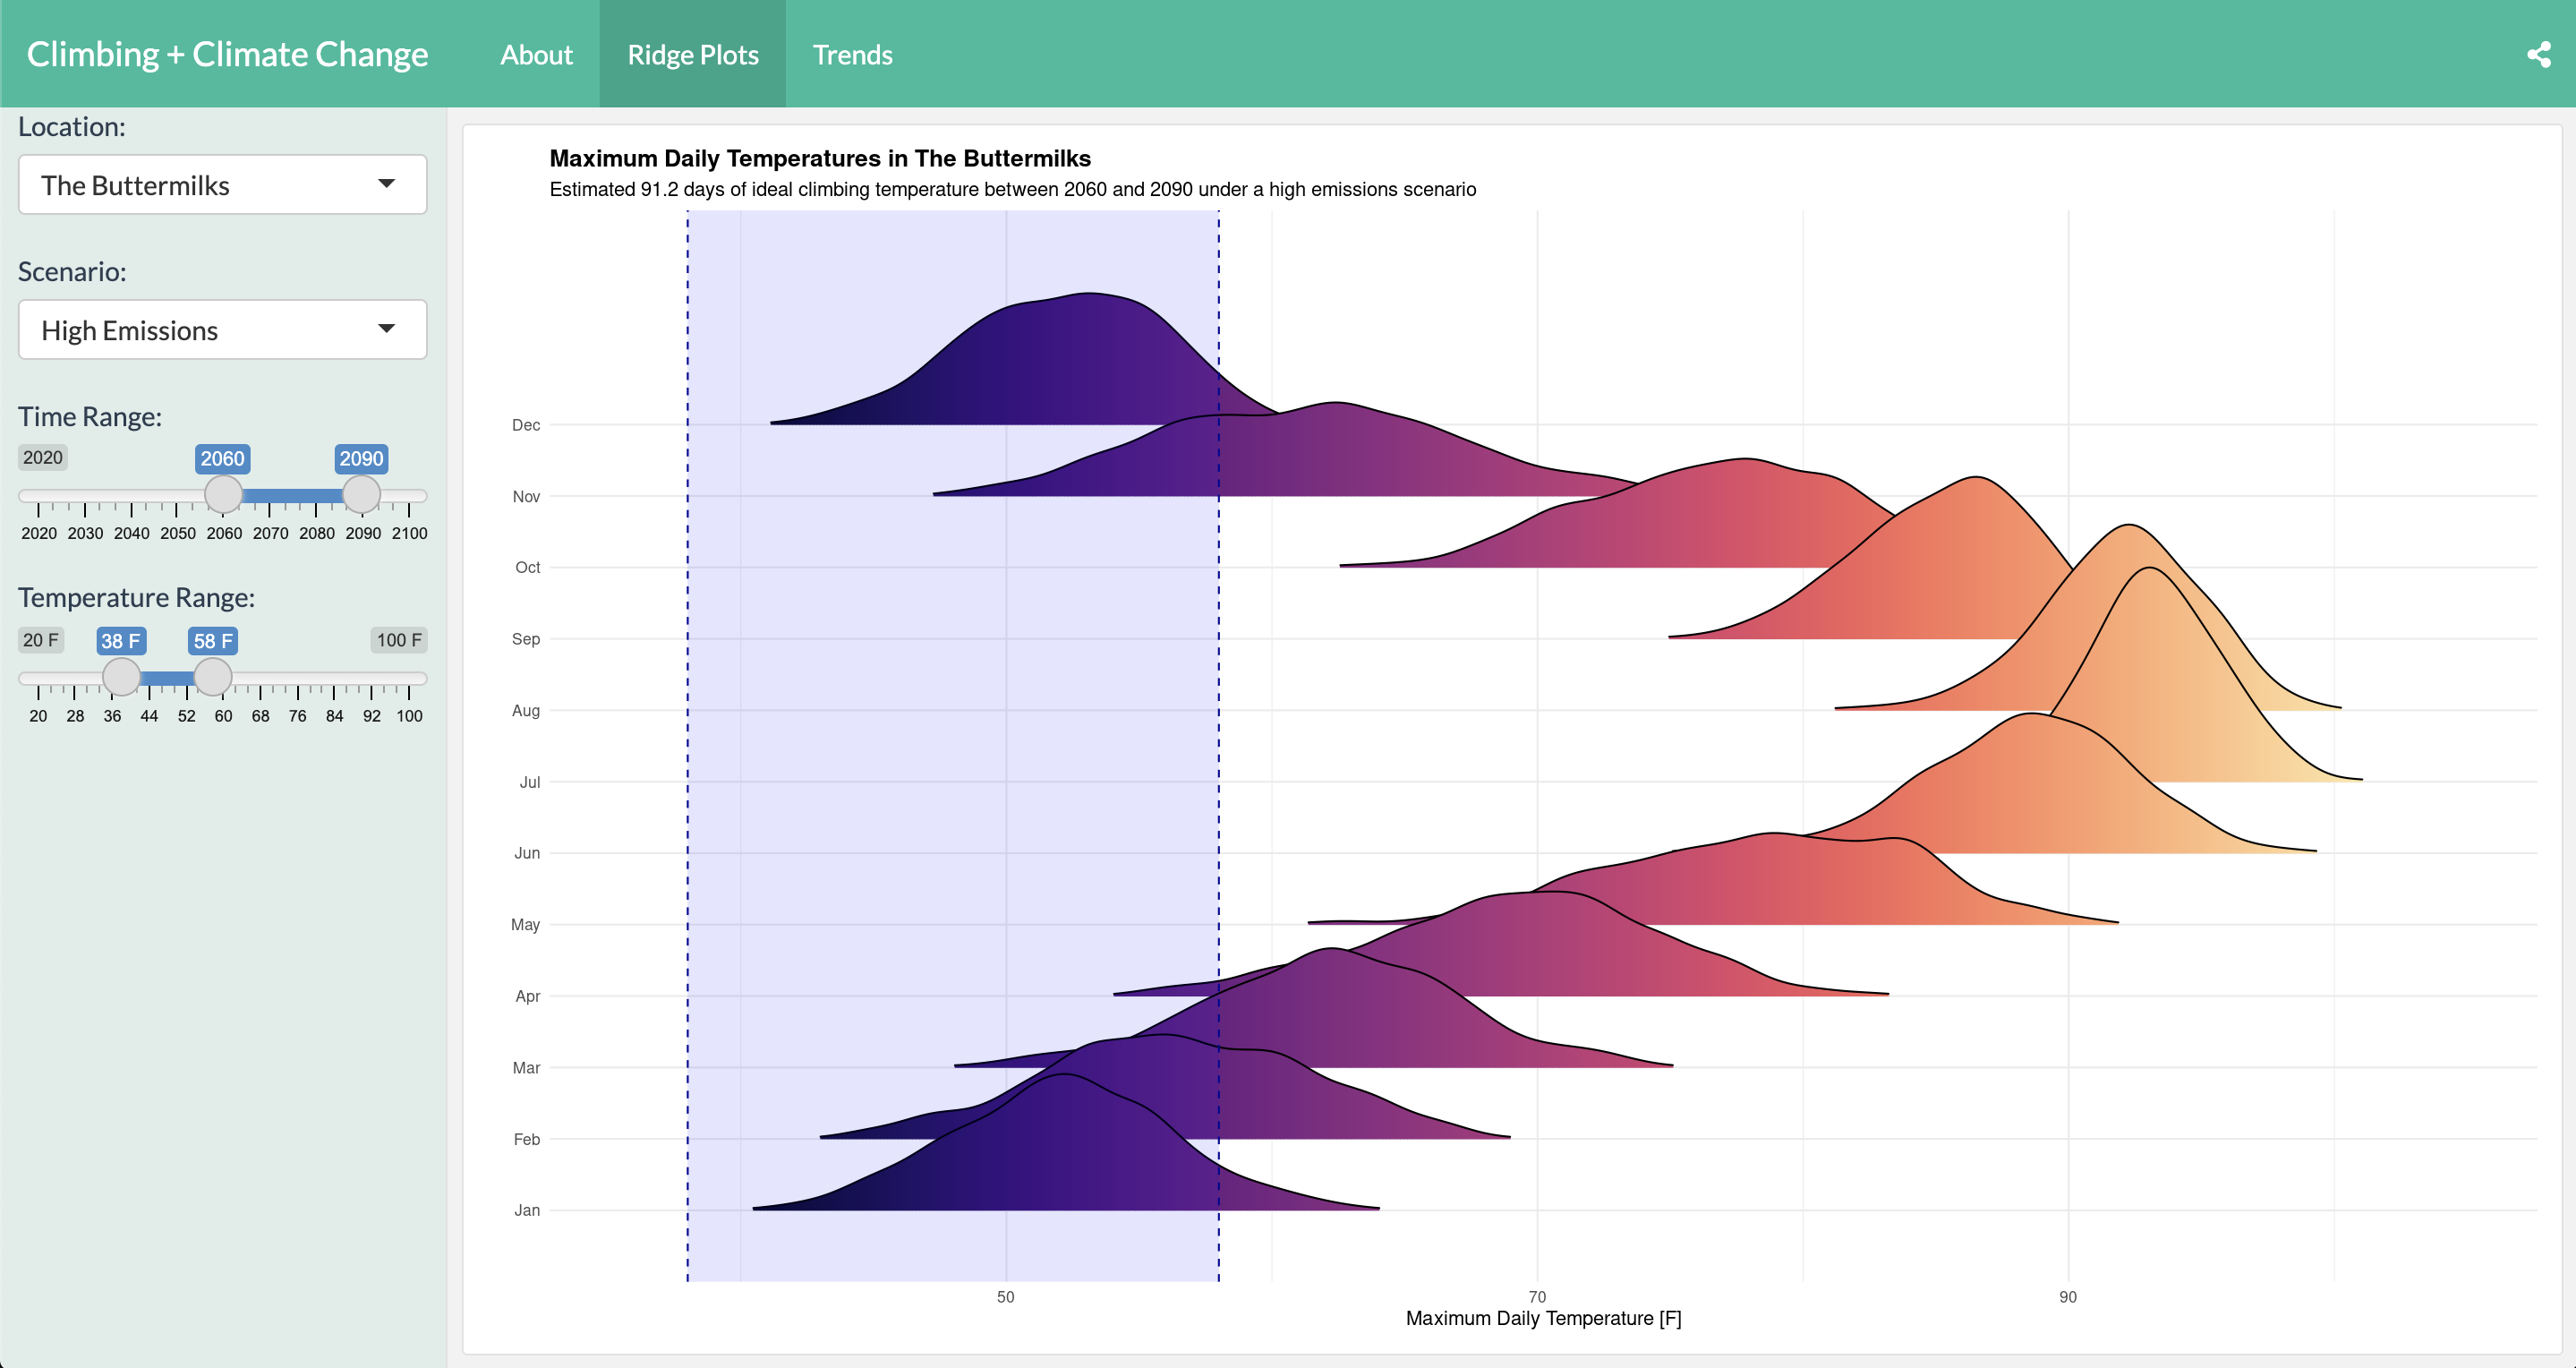 Climbing + Climate Change About Ridge Plots Trends
Location:
The Buttermilks
Scenario:
High Emissions
Time Range:
2020 2060 2090
2020 2030 2040 2050 2060 2070 2080 2090 2100
Temperature Range:
20 F 38 F 58 F 100 F
20 28 36 44 52 60 68 76 84 92 100
Maximum Daily Temperatures in The Buttermilks
Estimated 91.2 days of ideal climbing temperature between 2060 and 2090 under a high emissions scenario
Dec
Nov
Oct
Sep
Aug
Jul
Jun
May
Apr
Mar
Feb
Jan
50 70 90
Maximum Daily Temperature [F]